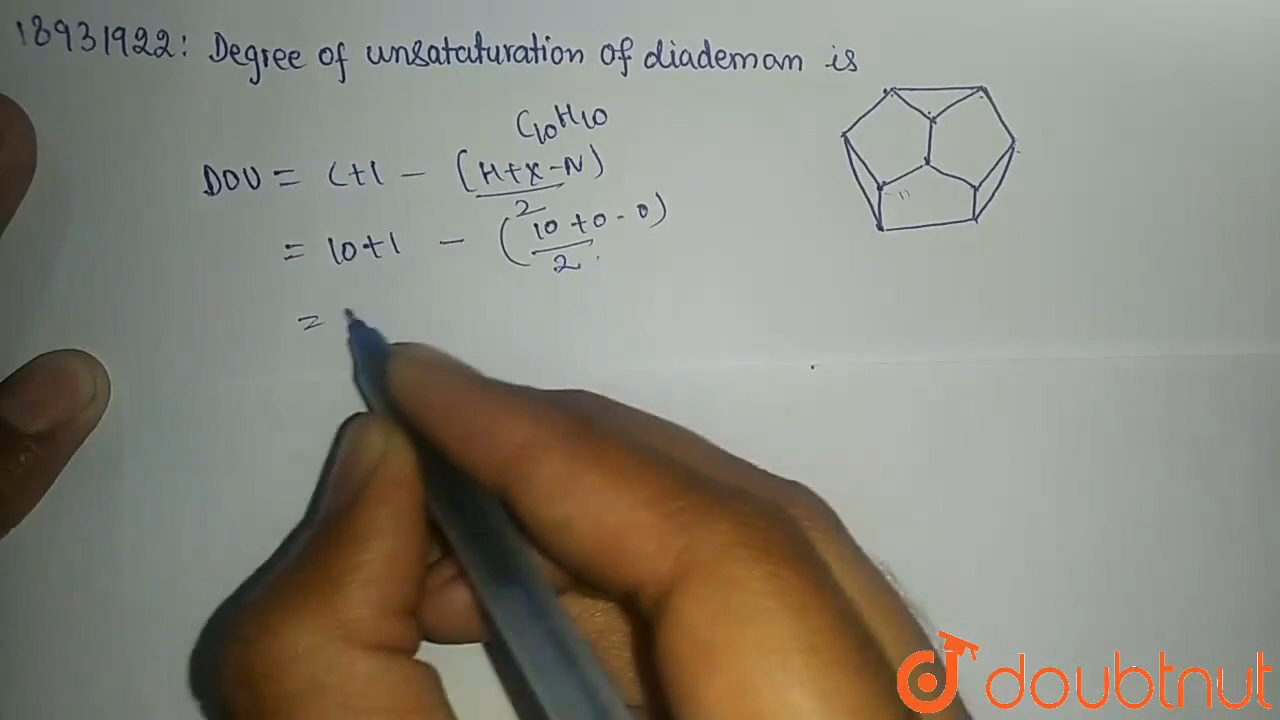 18931922: Degree of unsataturation of diademan is
C10H10
DOU = C+1 - (H+X-N)
2
= 10+1 - (10+0-0)
2
=
doubtnut